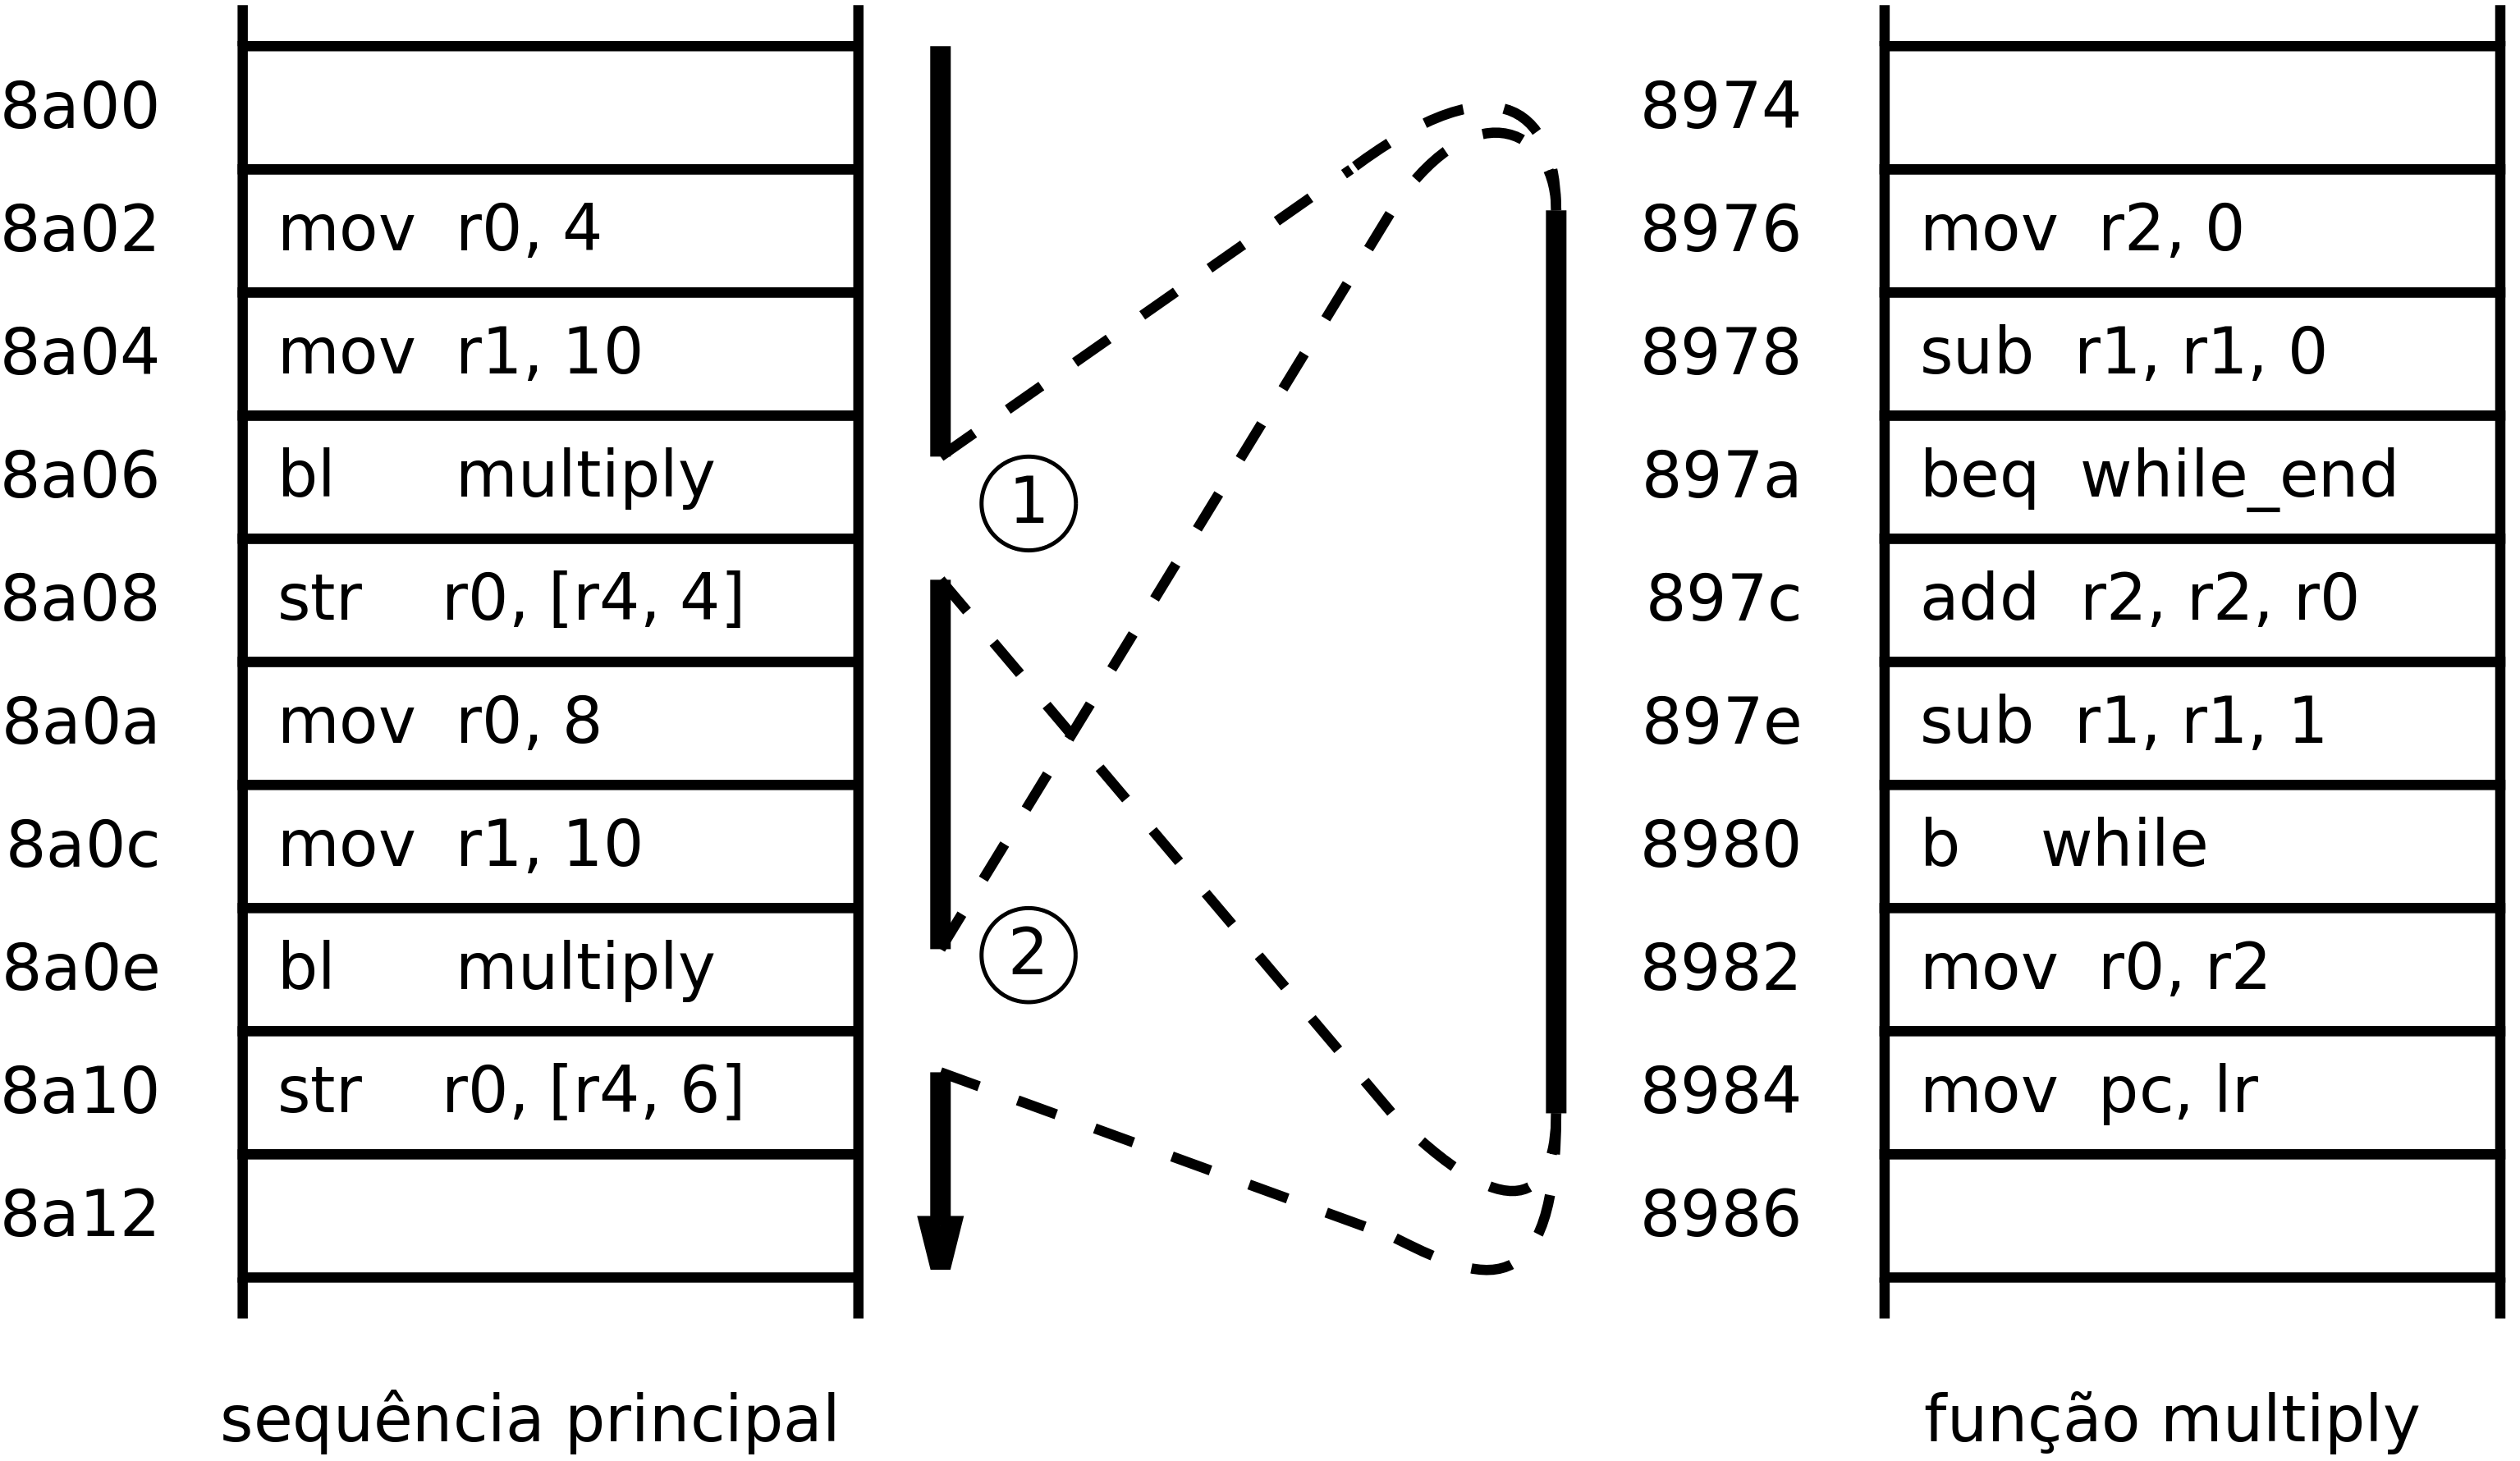 8a00
8a02 mov r0, 4
8a04 mov r1, 10
8a06 bl multiply
8a08 str r0, [r4, 4]
8a0a mov r0, 8
8a0c mov r1, 10
8a0e bl multiply
8a10 str r0, [r4, 6]
8a12
sequência principal
1
2
8974
8976 mov r2, 0
8978 sub r1, r1, 0
897a beq while_end
897c add r2, r2, r0
897e sub r1, r1, 1
8980 b while
8982 mov r0, r2
8984 mov pc, lr
8986
função multiply